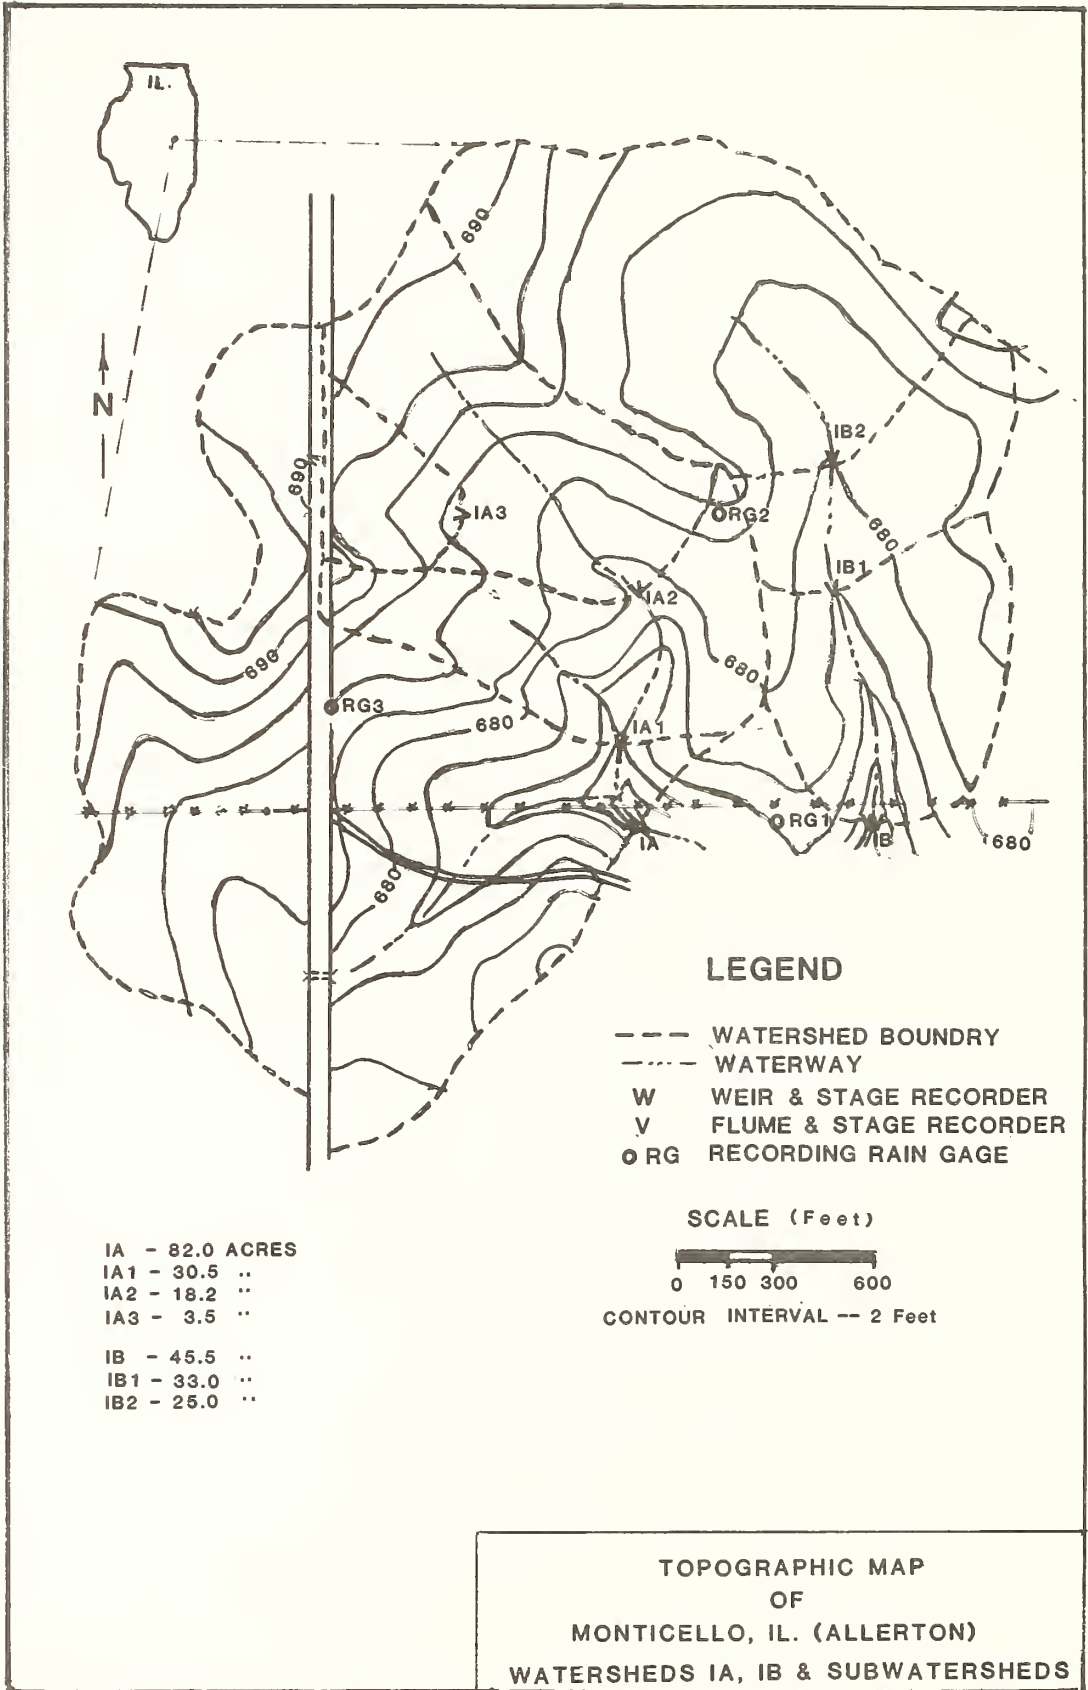 IL.
690
N
IB2
690
IA3
RG2
680
IB1
IA2
690
680
RG3
680
IA1
RG1
IA
IB
680
680
LEGEND
WATERSHED BOUNDRY
WATERWAY
W WEIR & STAGE RECORDER
V FLUME & STAGE RECORDER
O RG RECORDING RAIN GAGE
SCALE (Feet)
0 150 300 600
CONTOUR INTERVAL -- 2 Feet
IA - 82.0 ACRES
IA1 - 30.5 ''
IA2 - 18.2 ''
IA3 - 3.5 ''
IB - 45.5 ''
IB1 - 33.0 ''
IB2 - 25.0 ''
TOPOGRAPHIC MAP
OF
MONTICELLO, IL. (ALLERTON)
WATERSHEDS IA, IB & SUBWATERSHEDS